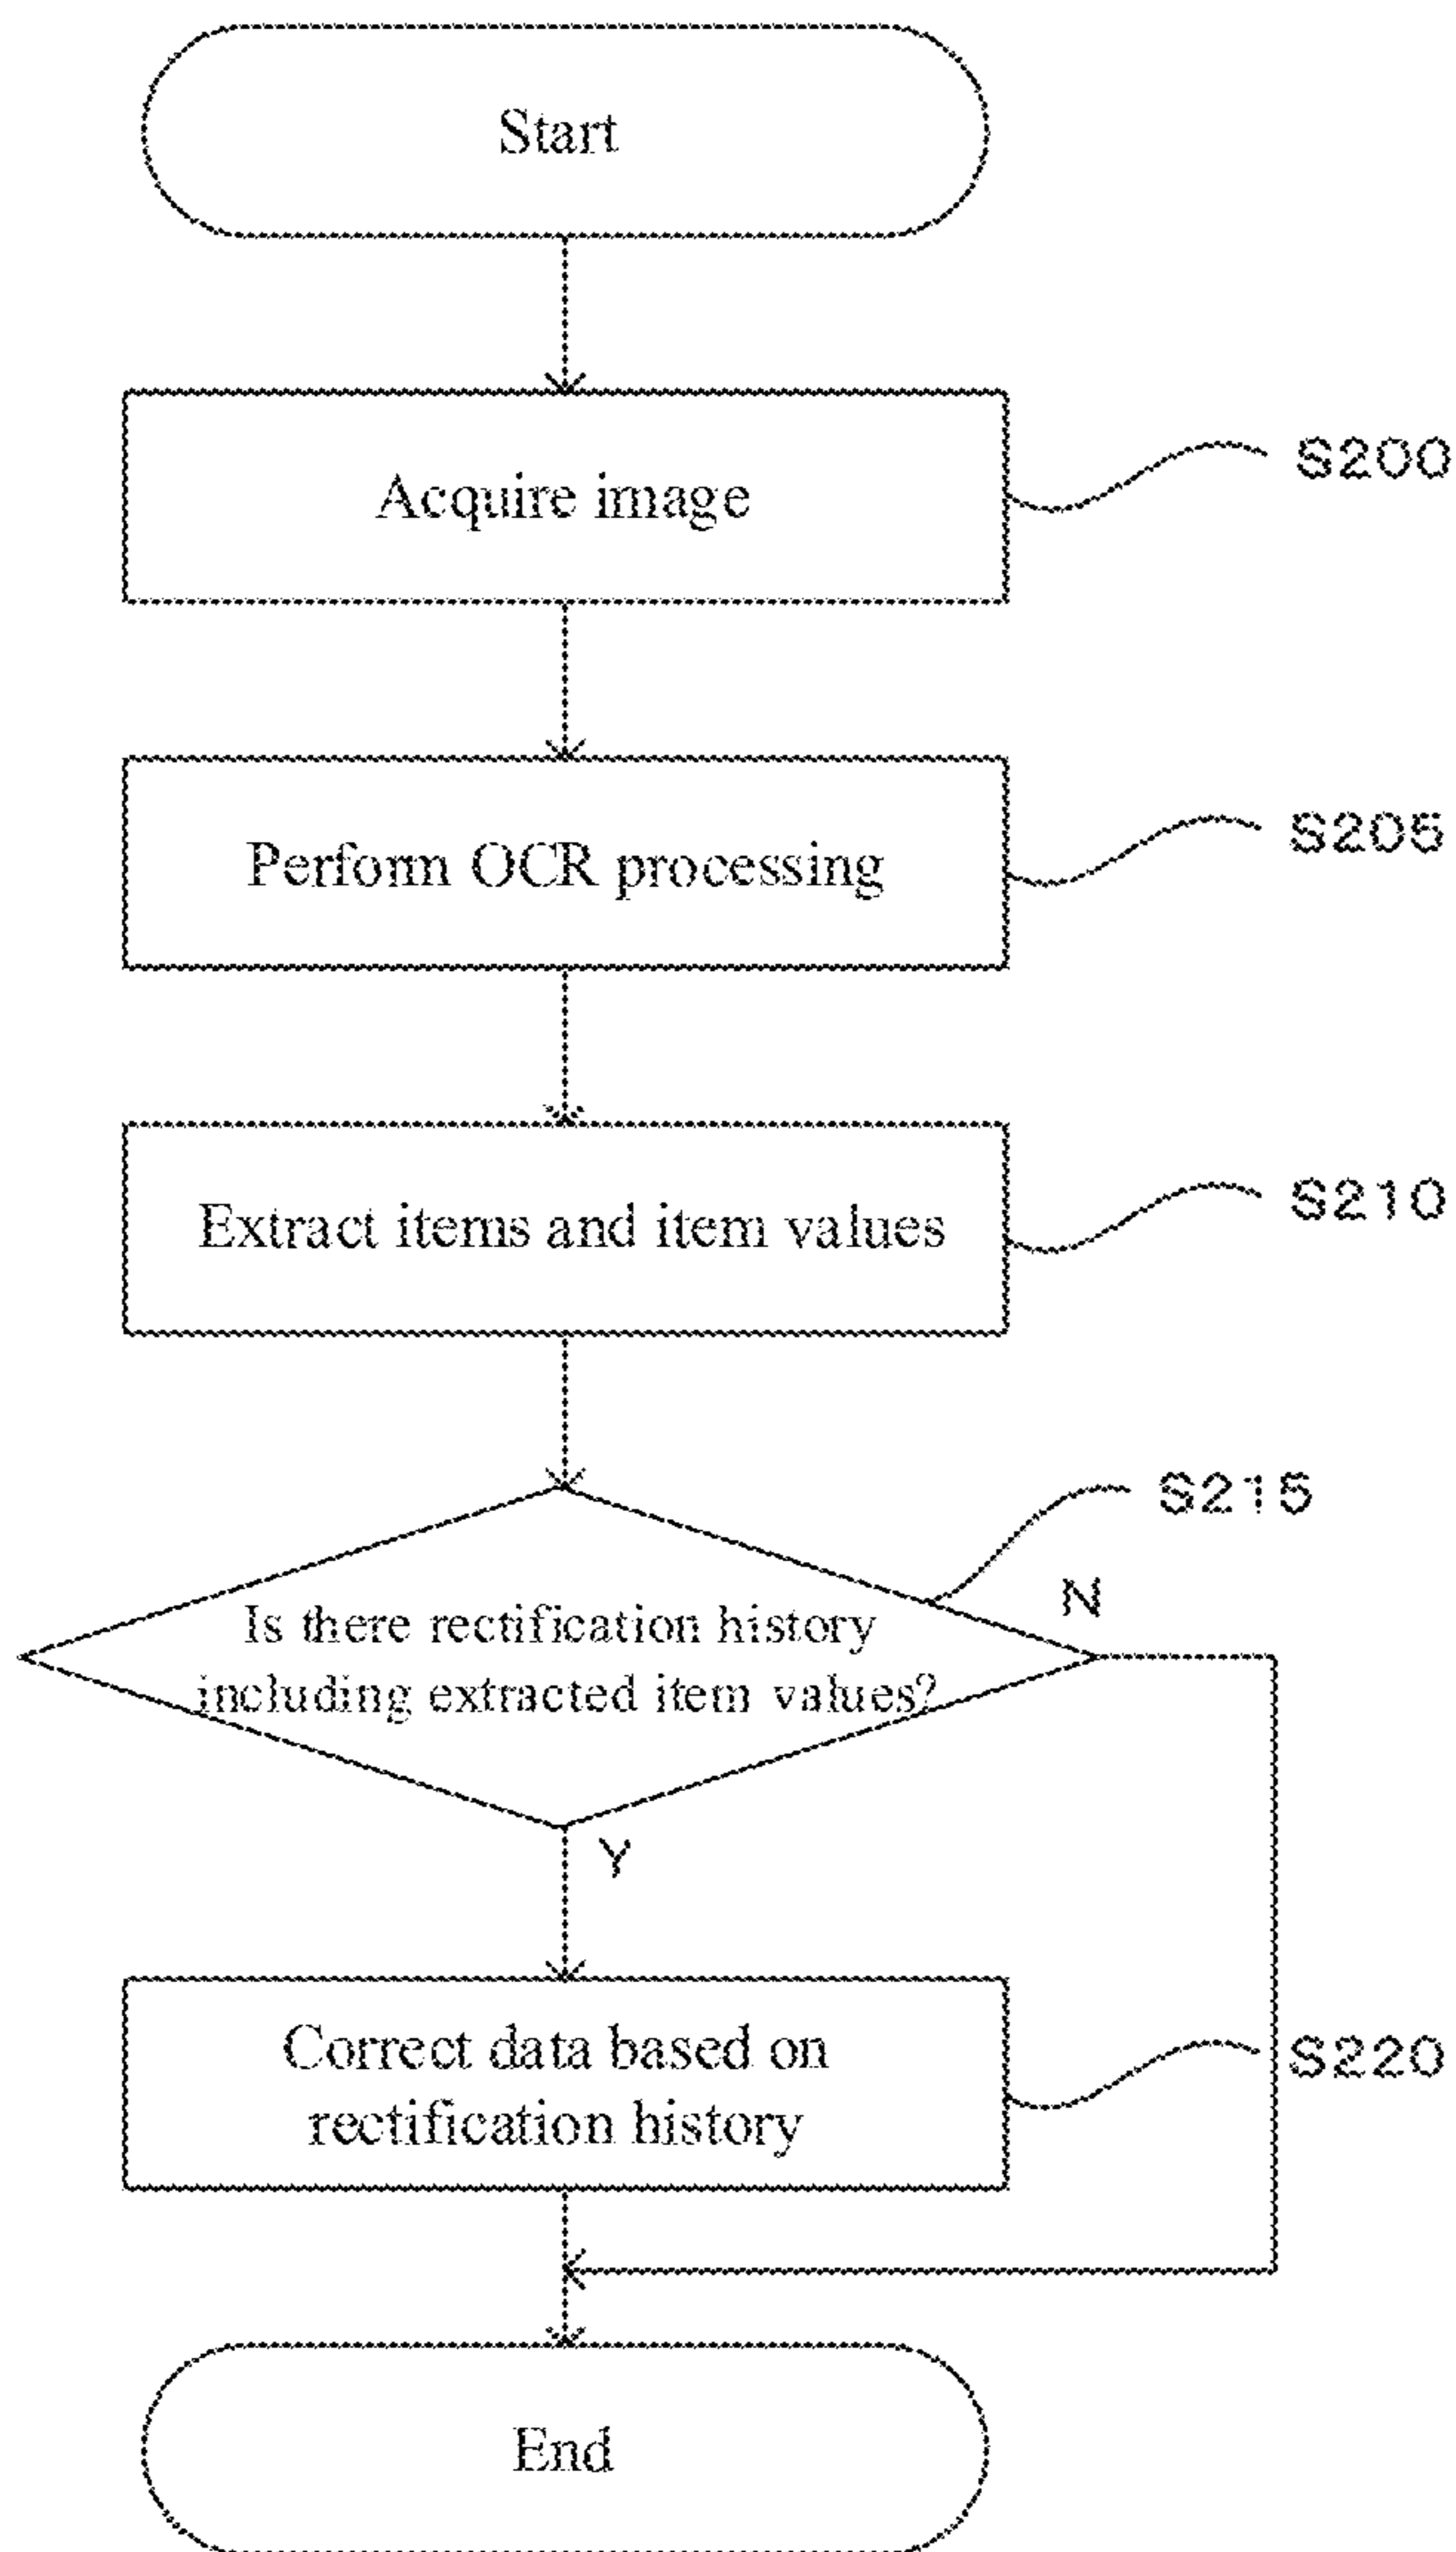 Start
Acquire image
S200
Perform OCR processing
S205
Extract items and item values
S210
S215
N
Is there rectification history
including extracted item values?
Y
Correct data based on
rectification history
S220
End